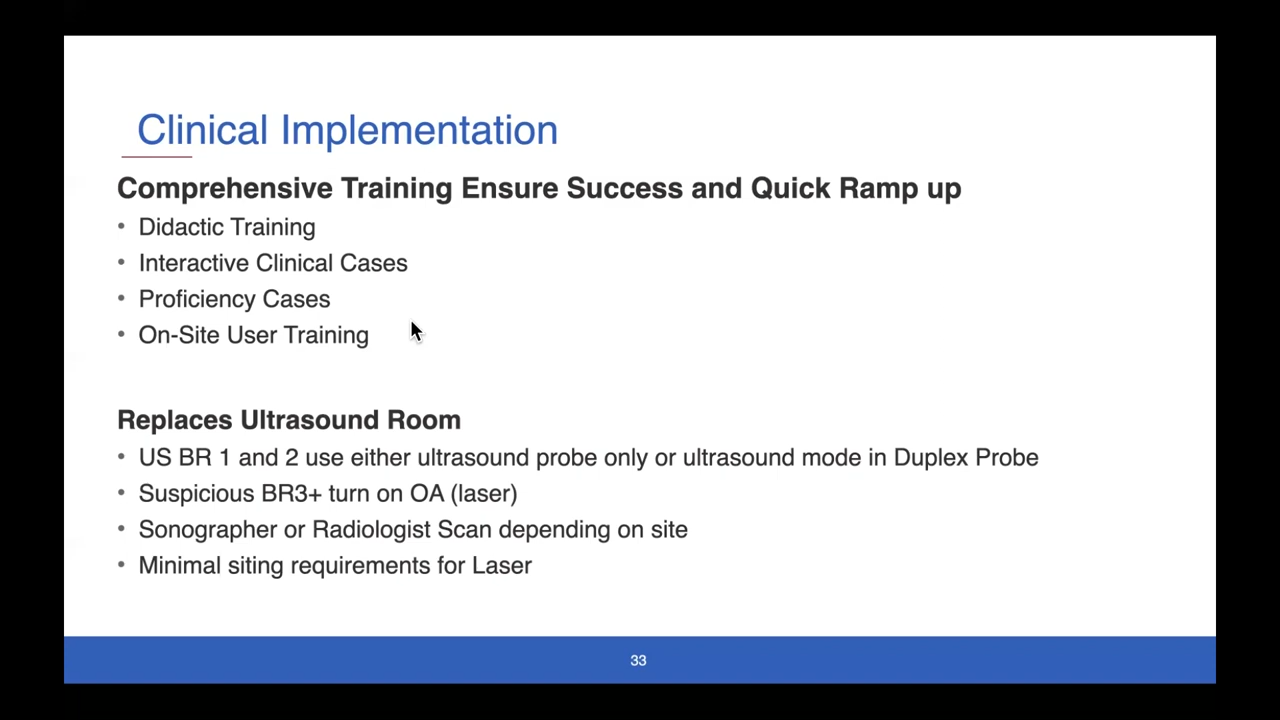 Clinical Implementation
Comprehensive Training Ensure Success and Quick Ramp up
• Didactic Training
• Interactive Clinical Cases
• Proficiency Cases
• On-Site User Training
Replaces Ultrasound Room
• US BR 1 and 2 use either ultrasound probe only or ultrasound mode in Duplex Probe
• Suspicious BR3+ turn on OA (laser)
• Sonographer or Radiologist Scan depending on site
• Minimal siting requirements for Laser
33